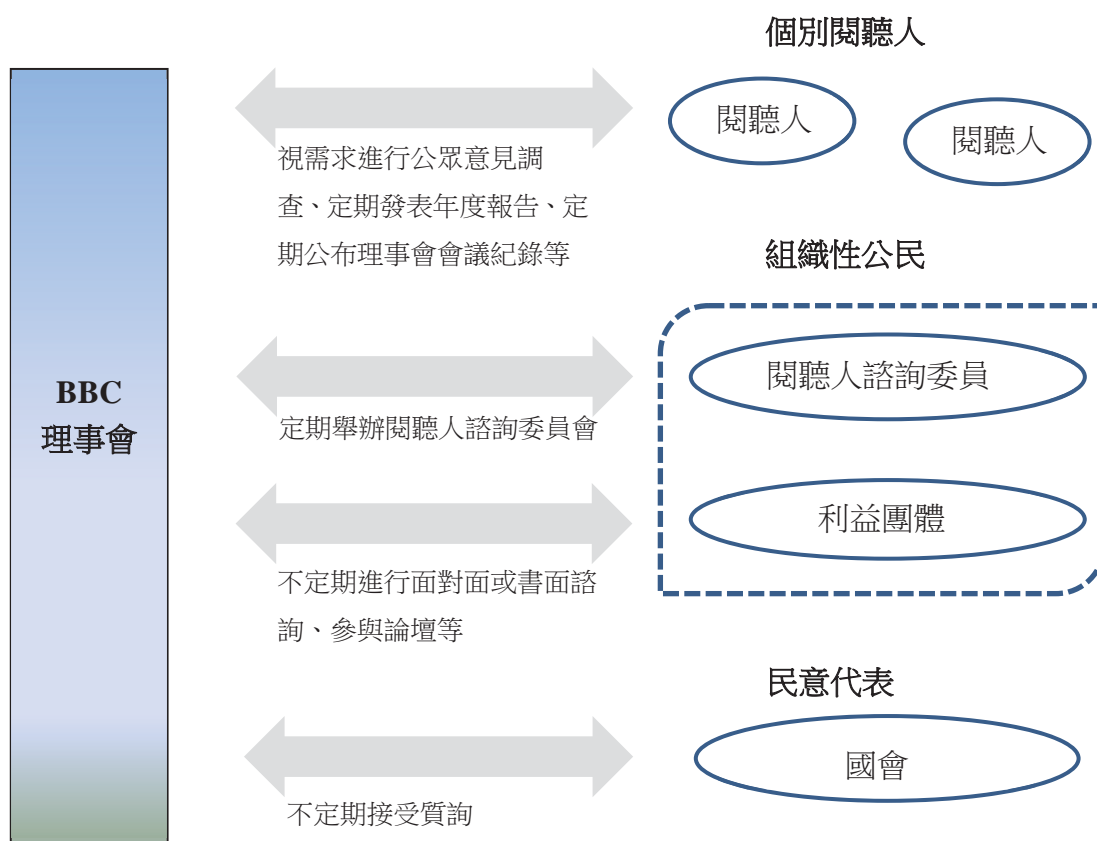 個別閱聽人
閱聽人
閱聽人
視需求進行公眾意見調
查、定期發表年度報告、定
期公布理事會會議紀錄等
組織性公民
BBC
理事會
閱聽人諮詢委員
定期舉辦閱聽人諮詢委員會
利益團體
不定期進行面對面或書面諮
詢、參與論壇等
民意代表
國會
不定期接受質詢